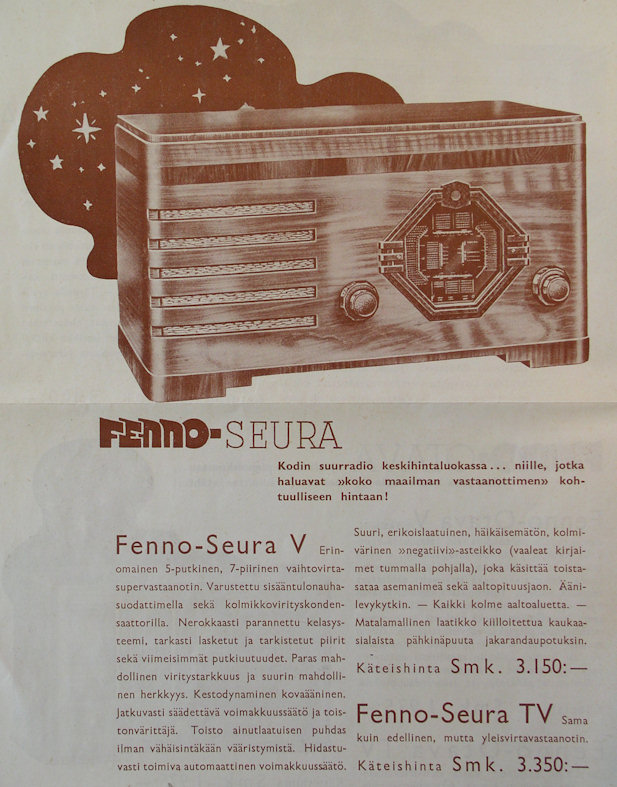 FENNO-SEURA
Kodin suurradio keskihintaluokassa... niille, jotka
haluavat »koko maailman vastaanottimen» koh-
tuulliseen hintaan!
Fenno-Seura V Erin-
omainen 5-putkinen, 7-piirinen vaihtovirta-
supervastaanotin. Varustettu sisääntulonauha-
suodattimella sekä kolmikkovirityskonden-
saattorilla. Nerokkaasti parannettu kelasys-
teemi, tarkasti lasketut ja tarkistetut piirit
sekä viimeisimmät putkiuutuudet. Paras mah-
dollinen viritystarkkuus ja suurin mahdolli-
nen herkkyys. Kestodynaminen kovaääninen.
Jatkuvasti säädettävä voimakkuussäätö ja tois-
tonvärittäjä. Toisto ainutlaatuisen puhdas
ilman vähäisintäkään vääristymistä. Hidastu-
vasti toimiva automaattinen voimakkuussäätö.
Suuri, erikoislaatuinen, häikäisemätön, kolmi-
värinen »negatiivi»-asteikko (vaaleat kirjai-
met tummalla pohjalla), joka käsittää toista-
sataa asemanimeä sekä aaltopituusjaon. Ääni-
levykytkin. — Kaikki kolme aaltoaluetta. —
Matalamallinen laatikko kiilloitettua kaukaa-
sialaista pähkinäpuuta jakarandaupotuksin.
Käteishinta Smk. 3.150:—
Fenno-Seura TV Sama
kuin edellinen, mutta yleisvirtavastaanotin.
Käteishinta Smk. 3.350:—